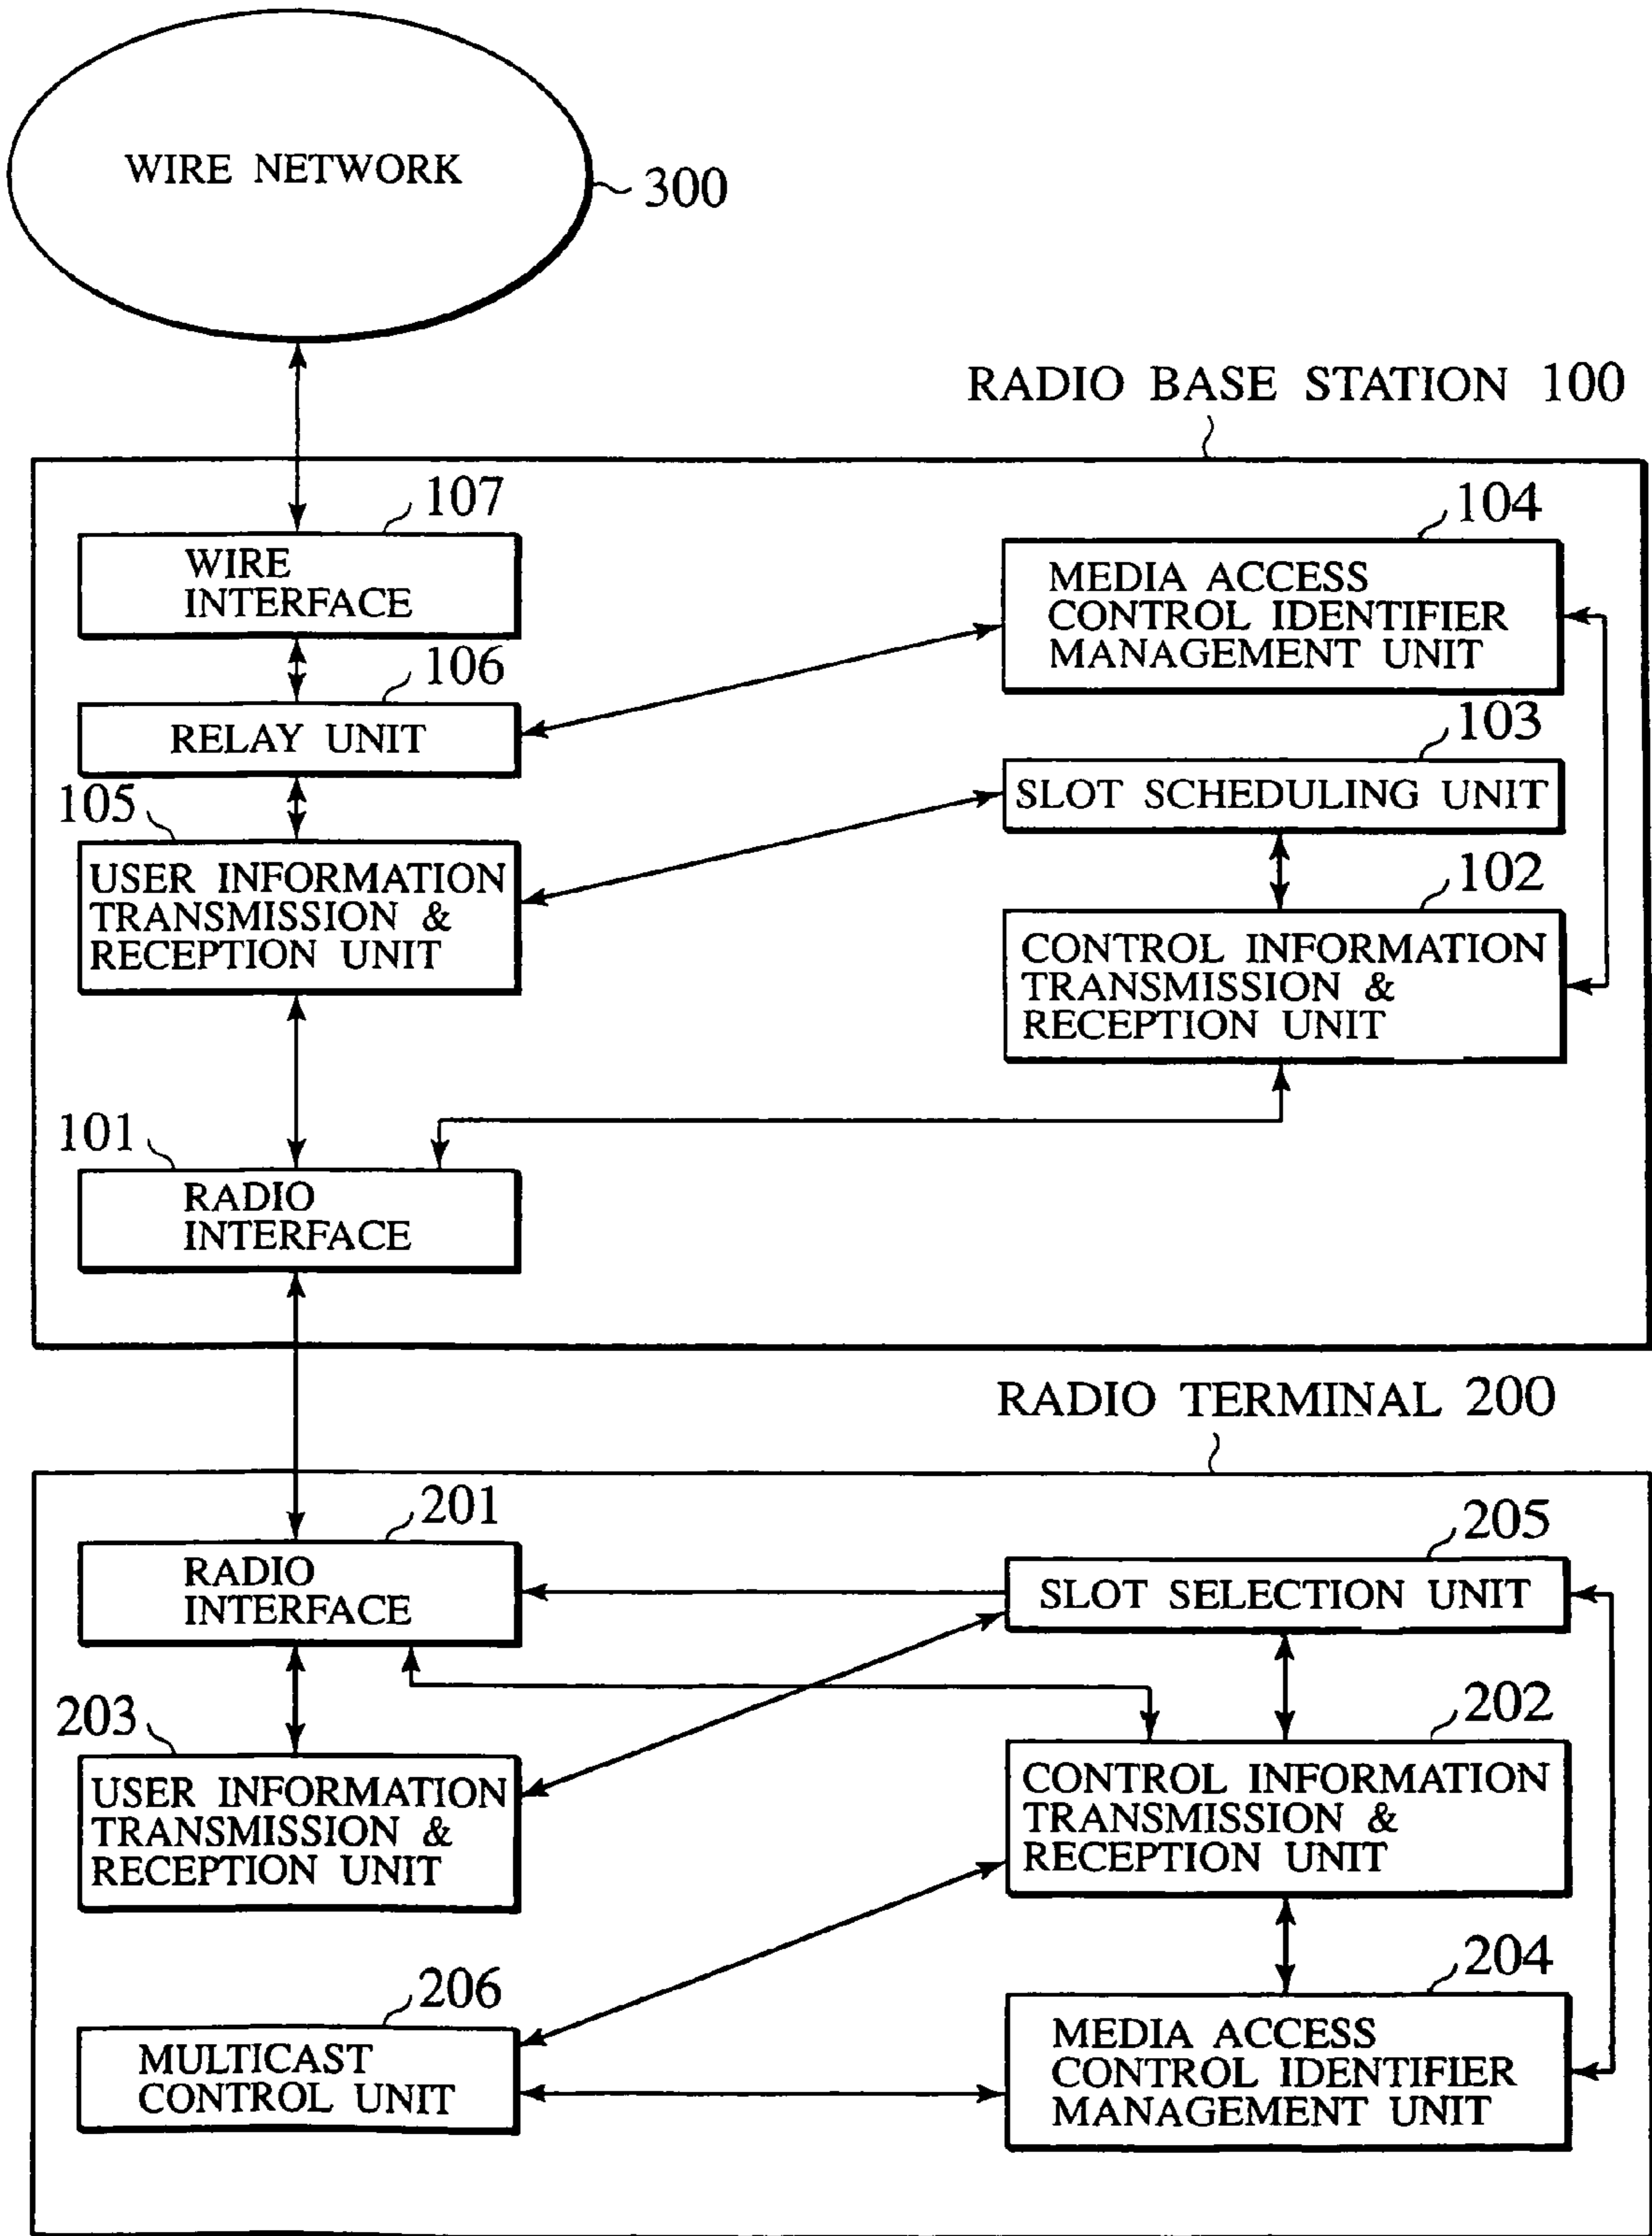 WIRE NETWORK
300
RADIO BASE STATION 100
107
WIRE
INTERFACE
104
MEDIA ACCESS
CONTROL IDENTIFIER
MANAGEMENT UNIT
106
RELAY UNIT
103
SLOT SCHEDULING UNIT
105
USER INFORMATION
TRANSMISSION &
RECEPTION UNIT
102
CONTROL INFORMATION
TRANSMISSION &
RECEPTION UNIT
101
RADIO
INTERFACE
RADIO TERMINAL 200
201
RADIO
INTERFACE
205
SLOT SELECTION UNIT
203
USER INFORMATION
TRANSMISSION &
RECEPTION UNIT
202
CONTROL INFORMATION
TRANSMISSION &
RECEPTION UNIT
206
MULTICAST
CONTROL UNIT
204
MEDIA ACCESS
CONTROL IDENTIFIER
MANAGEMENT UNIT